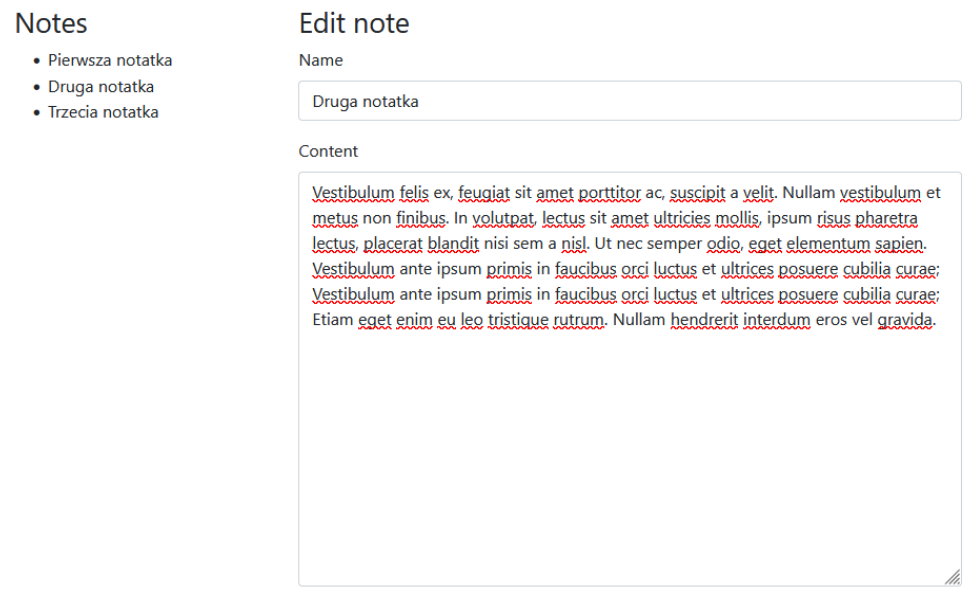 Notes
Pierwsza notatka
Druga notatka
Trzecia notatka
Edit note
Name
Druga notatka
Content
Vestibulum felis ex, feugiat sit amet porttitor ac, suscipit a velit. Nullam vestibulum et
metus non finibus. In volutpat, lectus sit amet ultricies mollis, ipsum risus pharetra
lectus, placerat blandit nisi sem a nisl. Ut nec semper odio, eget elementum sapien.
Vestibulum ante ipsum primis in faucibus orci luctus et ultrices posuere cubilia curae;
Vestibulum ante ipsum primis in faucibus orci luctus et ultrices posuere cubilia curae;
Etiam eget enim eu leo tristique rutrum. Nullam hendrerit interdum eros vel gravida.